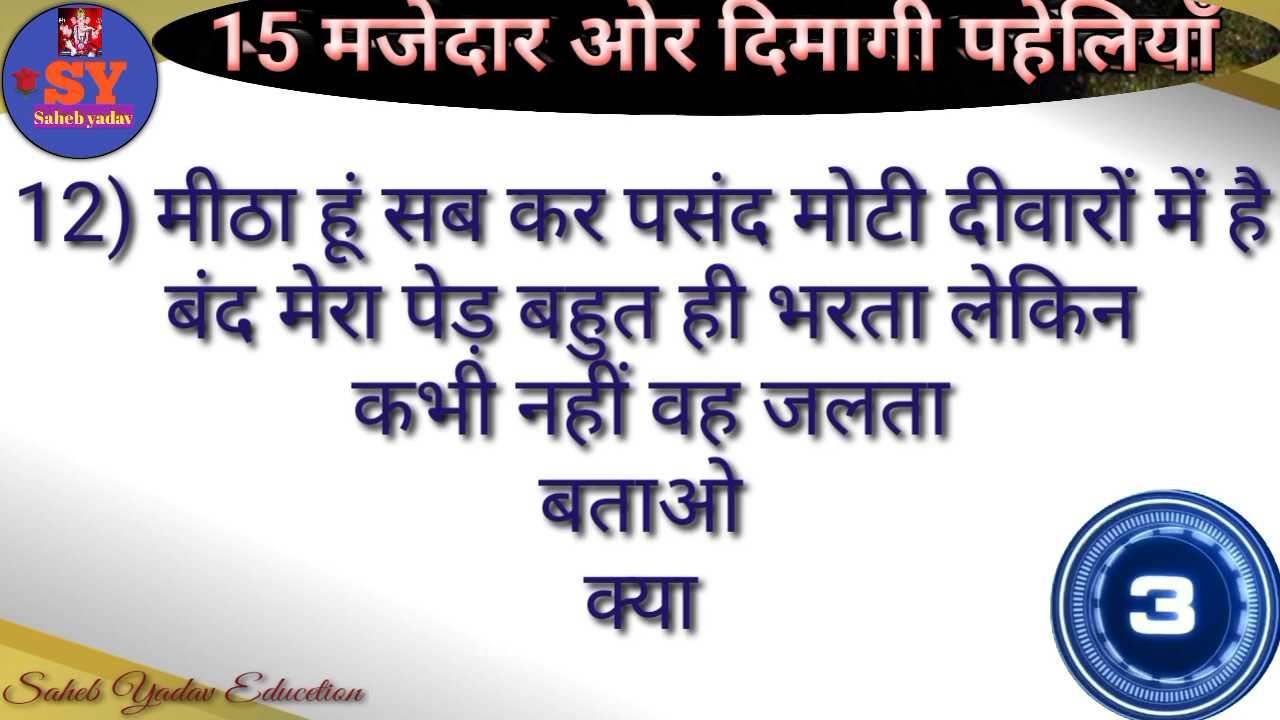 15 मजेदार ओर दिमागी पहेलियाँ
SY
Saheb yadav
12) मीठा हूं सब कर पसंद मोटी दीवारों में है
बंद मेरा पेड़ बहुत ही भरता लेकिन
कभी नहीं वह जलता
बताओ
क्या
3
Saheb Yadav Educetion